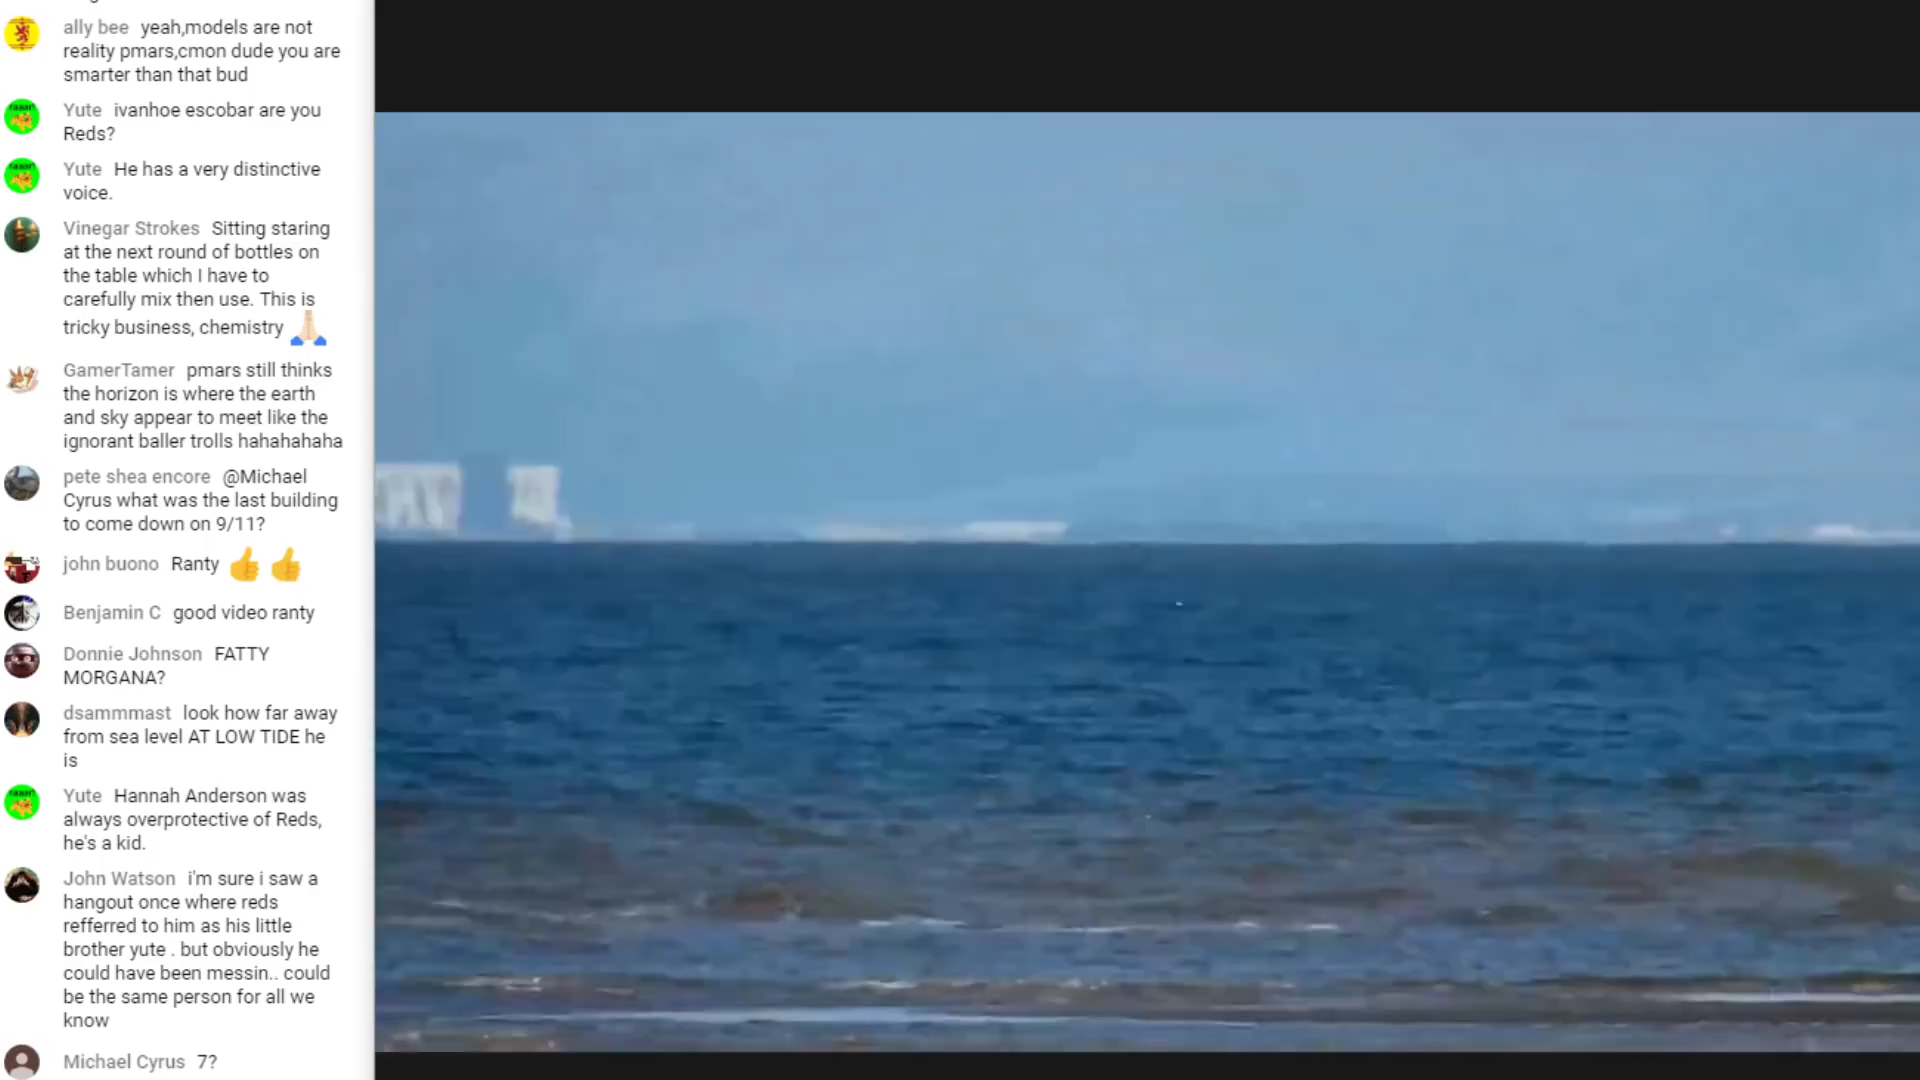 ally bee yeah,models are not
reality pmars,cmon dude you are
smarter than that bud
Yute ivanhoe escobar are you
Reds?
Yute He has a very distinctive
voice.
Vinegar Strokes Sitting staring
at the next round of bottles on
the table which I have to
carefully mix then use. This is
tricky business, chemistry
GamerTamer pmars still thinks
the horizon is where the earth
and sky appear to meet like the
ignorant baller trolls hahahahaha
pete shea encore @Michael
Cyrus what was the last building
to come down on 9/11?
john buono Ranty
Benjamin C good video ranty
Donnie Johnson FATTY
MORGANA?
dsammmast look how far away
from sea level AT LOW TIDE he
is
Yute Hannah Anderson was
always overprotective of Reds,
he's a kid.
John Watson i'm sure i saw a
hangout once where reds
refferred to him as his little
brother yute . but obviously he
could have been messin.. could
be the same person for all we
know
Michael Cyrus 7?